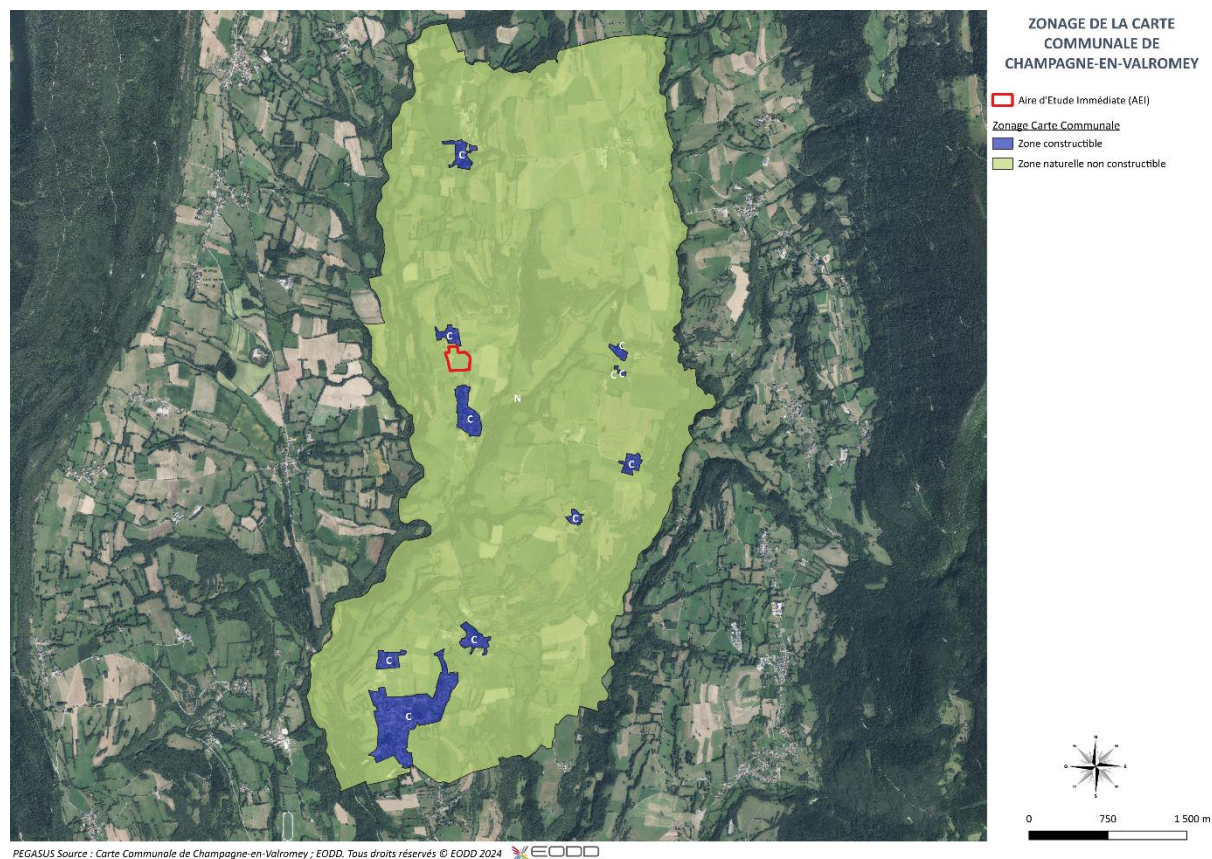 ZONAGE DE LA CARTE
COMMUNALE DE
CHAMPAGNE-EN-VALROMEY
Aire d'Etude Immédiate (AEI)
Zonage Carte Communale
Zone constructible
Zone naturelle non constructible
C
C
C
C C
N
C
C
C
C
C
C
N
O E
S
0 750 1 500 m
PEGASUS Source : Carte Communale de Champagne-en-Valromey ; EODD. Tous droits réservés © EODD 2024 EODD